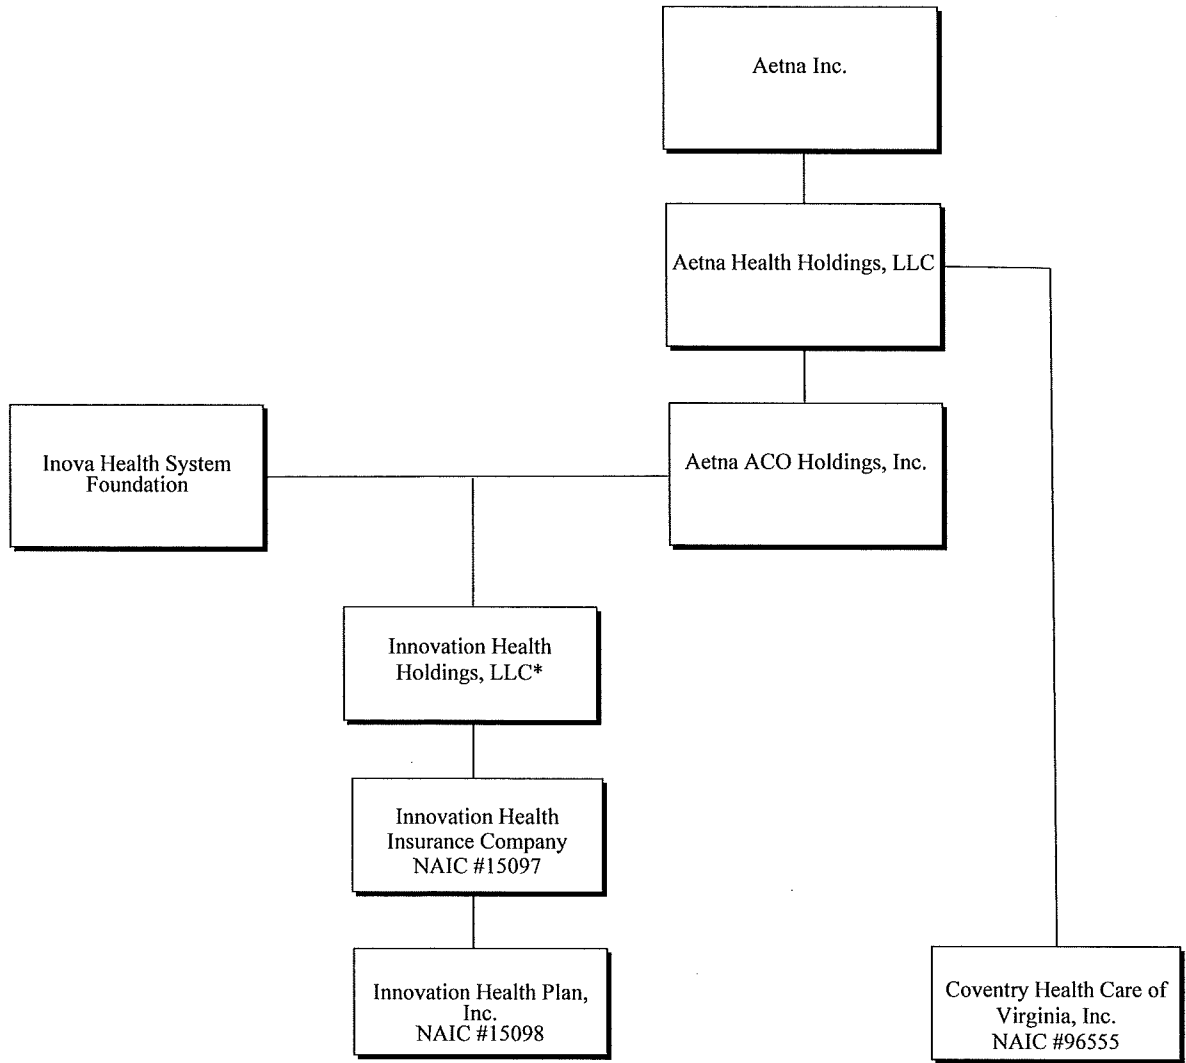 Aetna Inc.
Aetna Health Holdings, LLC
Inova Health System
Foundation
Aetna ACO Holdings, Inc.
Innovation Health
Holdings, LLC*
Innovation Health
Insurance Company
NAIC #15097
Innovation Health Plan,
Inc.
NAIC #15098
Coventry Health Care of
Virginia, Inc.
NAIC #96555